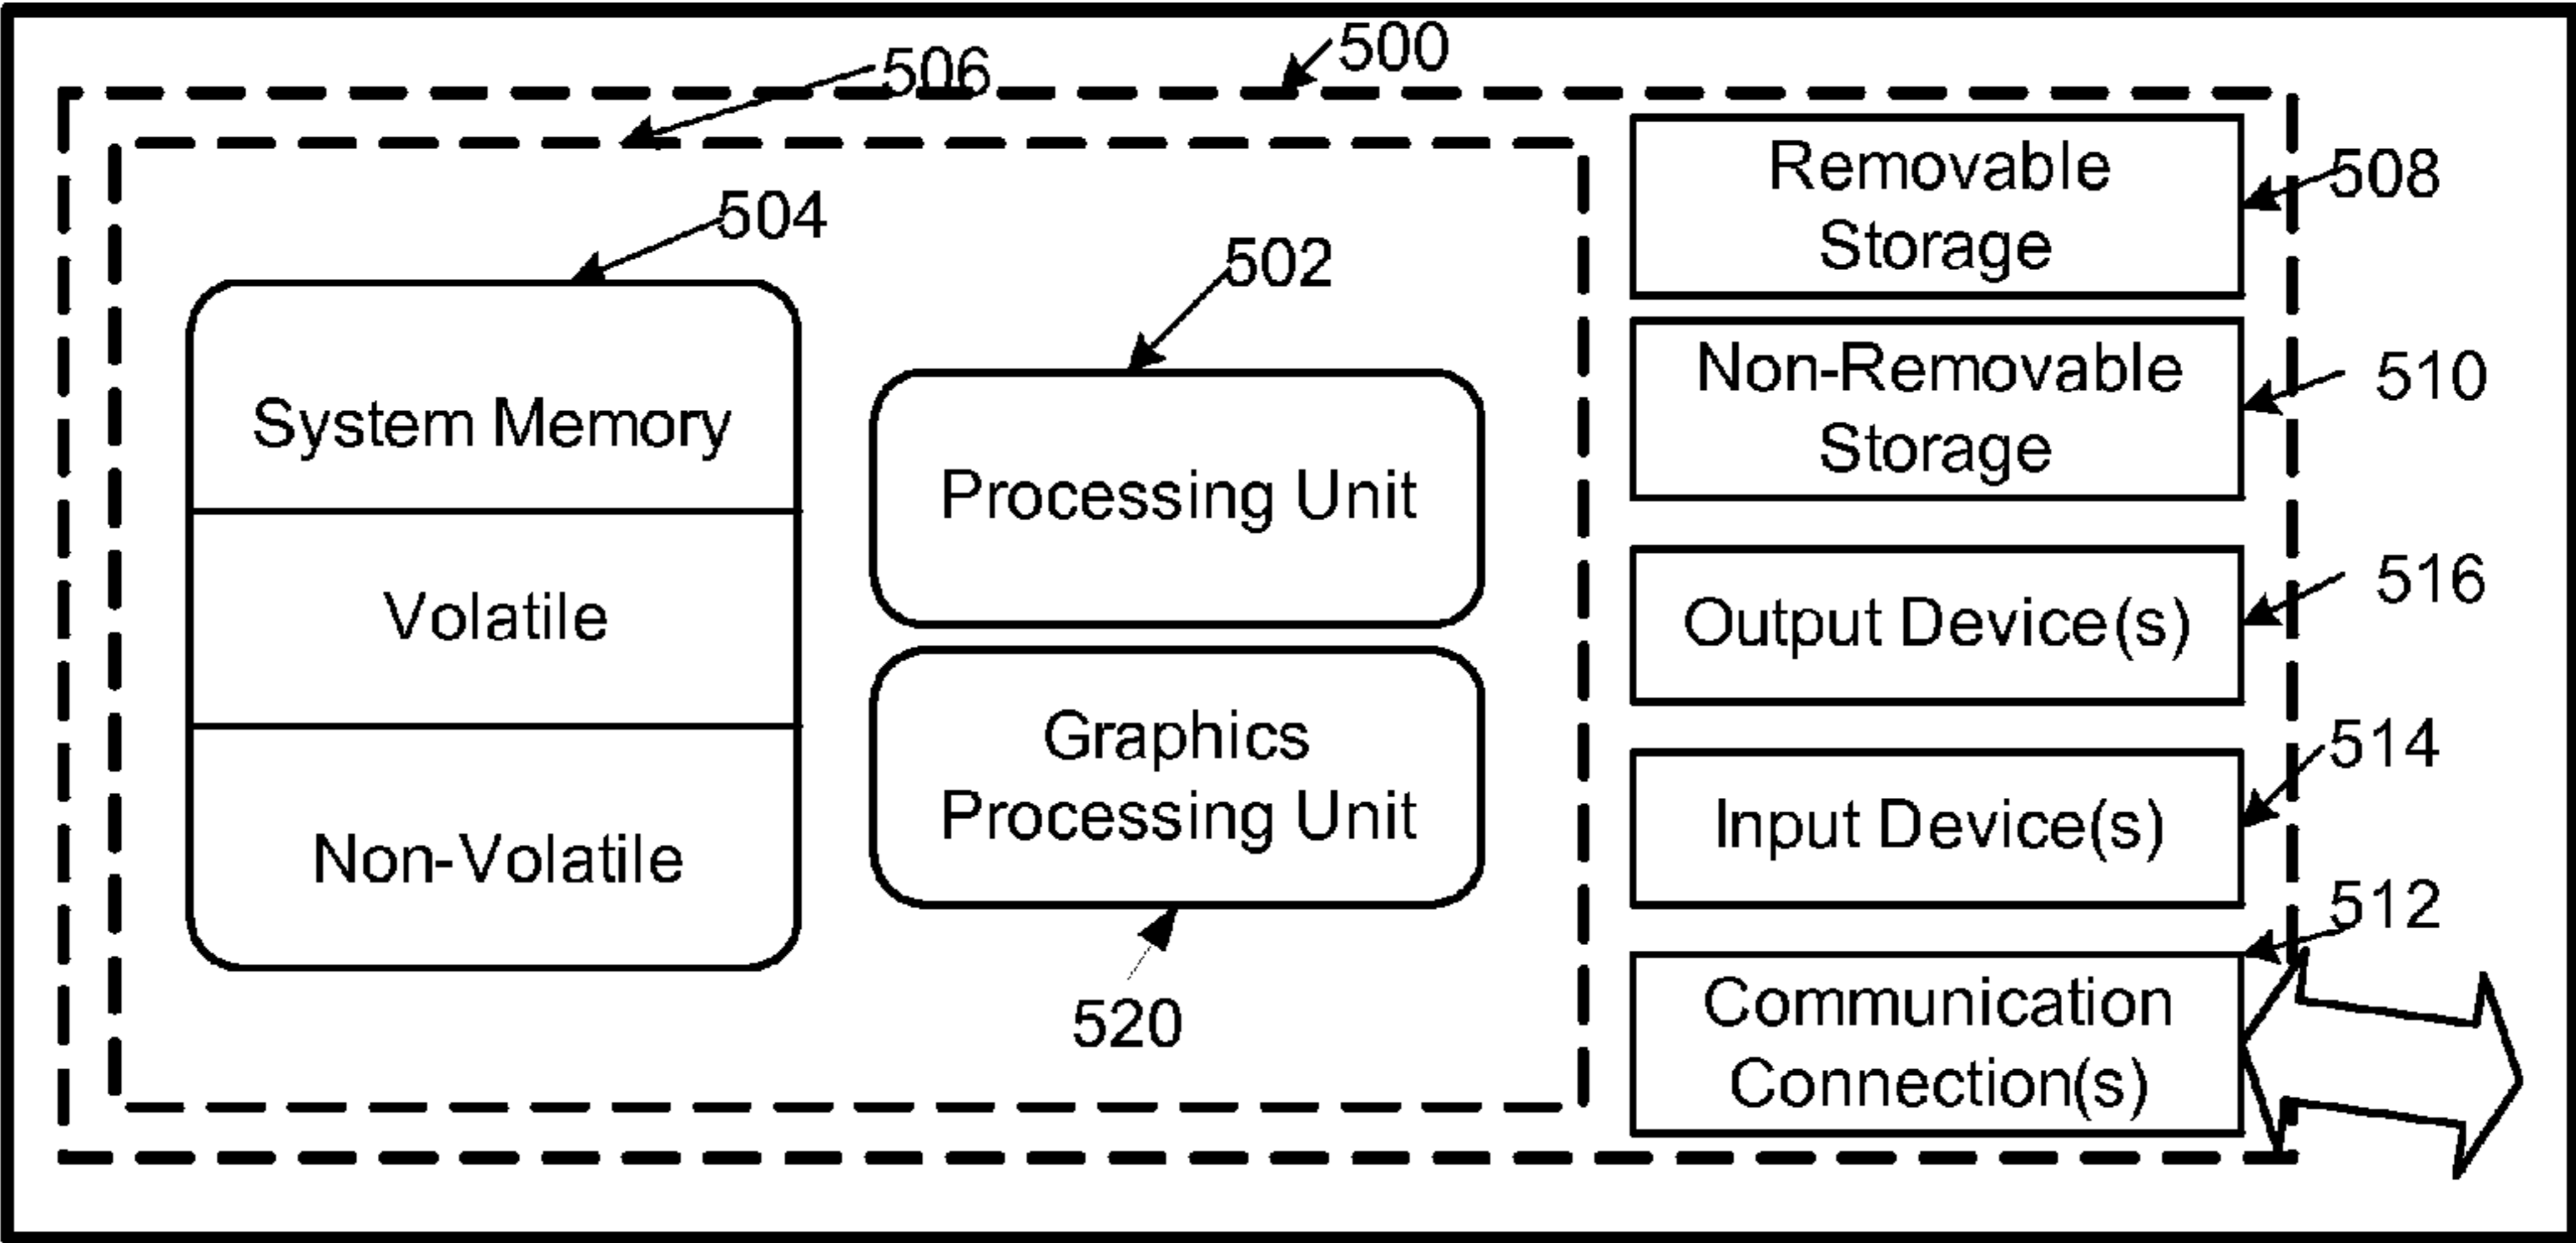 500
506
504
502
System Memory
Volatile
Non-Volatile
Processing Unit
Graphics
Processing Unit
520
Removable
Storage
508
Non-Removable
Storage
510
Output Device(s)
516
Input Device(s)
514
Communication
Connection(s)
512